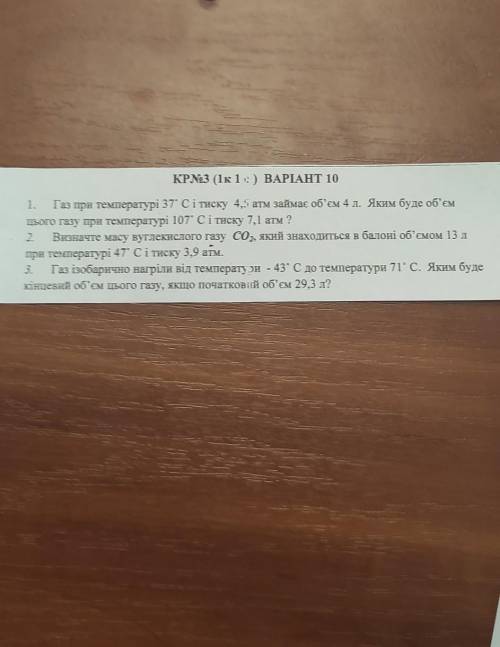 КР№3 (1к 1 с) ВАРІАНТ 10
1. Газ при температурі 37° С і тиску 4,5 атм займає об'єм 4 л. Яким буде об'єм
цього газу при температурі 107° С і тиску 7,1 атм ?
2. Визначте масу вуглекислого газу CO₂, який знаходиться в балоні об'ємом 13 л
при температурі 47° С і тиску 3,9 атм.
3. Газ ізобарично нагріли від температури - 43° С до температури 71° С. Яким буде
кінцевий об'єм цього газу, якщо початковий об'єм 29,3 л?